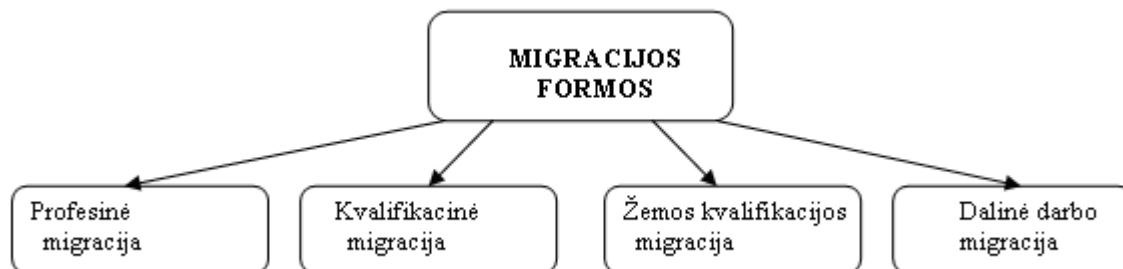 MIGRACIJOS
FORMOS
Profesinė
migracija
Kvalifikacinė
migracija
Žemos kvalifikacijos
migracija
Dalinė darbo
migracija